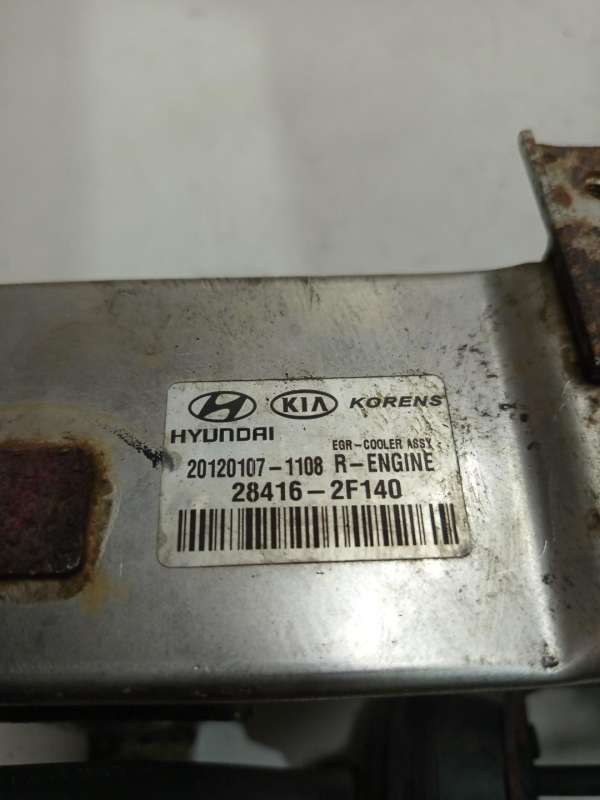 KIA KORENS
HYUNDAI
EGR-COOLER ASSY
20120107-1108 R-ENGINE
28416-2F140